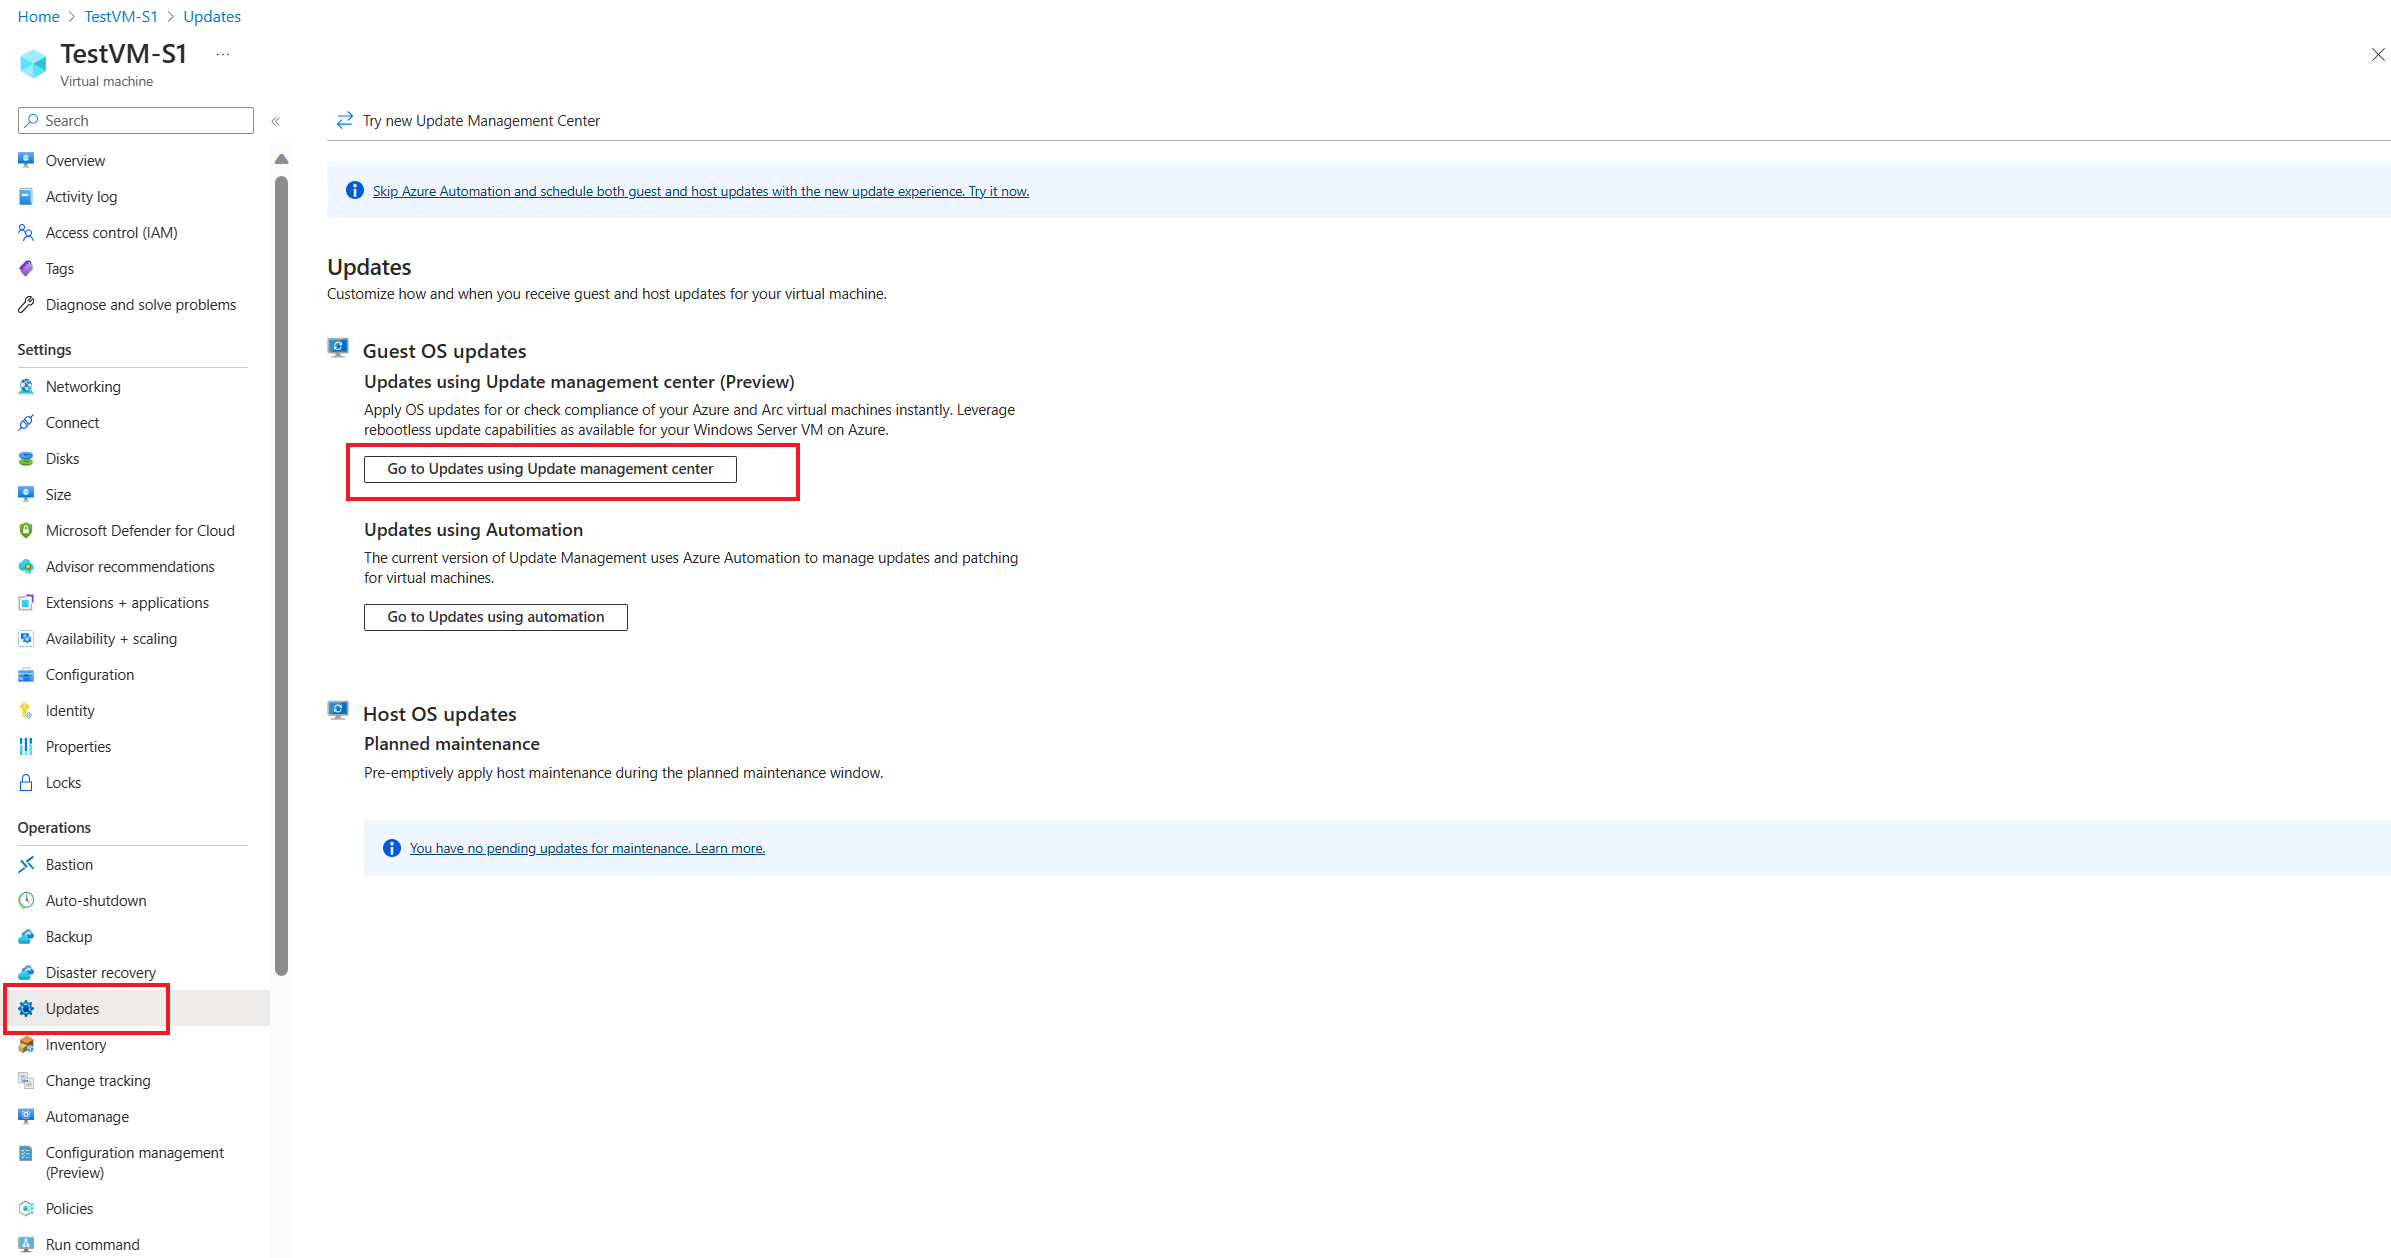 Home > TestVM-S1 > Updates
TestVM-S1 ...
Virtual machine
Search
«
Overview
Activity log
Access control (IAM)
Tags
Diagnose and solve problems
Settings
Networking
Connect
Disks
Size
Microsoft Defender for Cloud
Advisor recommendations
Extensions + applications
Availability + scaling
Configuration
Identity
Properties
Locks
Operations
Bastion
Auto-shutdown
Backup
Disaster recovery
Updates
Inventory
Change tracking
Automanage
Configuration management
(Preview)
Policies
Run command
Try new Update Management Center
Skip Azure Automation and schedule both guest and host updates with the new update experience. Try it now.
Updates
Customize how and when you receive guest and host updates for your virtual machine.
Guest OS updates
Updates using Update management center (Preview)
Apply OS updates for or check compliance of your Azure and Arc virtual machines instantly. Leverage
rebootless update capabilities as available for your Windows Server VM on Azure.
Go to Updates using Update management center
Updates using Automation
The current version of Update Management uses Azure Automation to manage updates and patching
for virtual machines.
Go to Updates using automation
Host OS updates
Planned maintenance
Pre-emptively apply host maintenance during the planned maintenance window.
You have no pending updates for maintenance. Learn more.